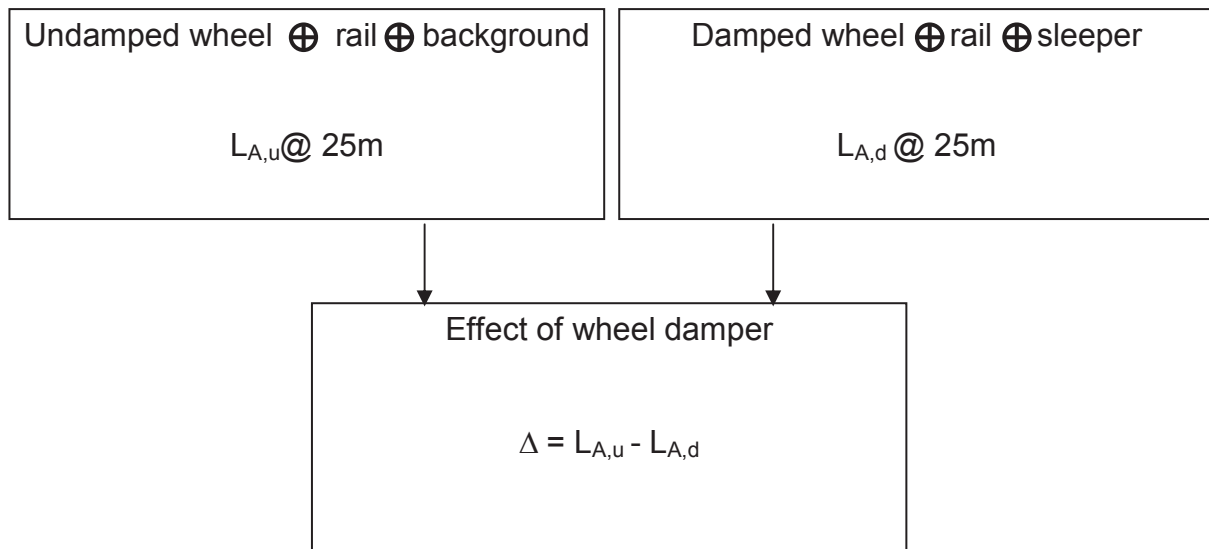 Undamped wheel ⊕ rail ⊕ background
L_A,u @ 25m
Damped wheel ⊕ rail ⊕ sleeper
L_A,d @ 25m
Effect of wheel damper
Δ = L_A,u - L_A,d